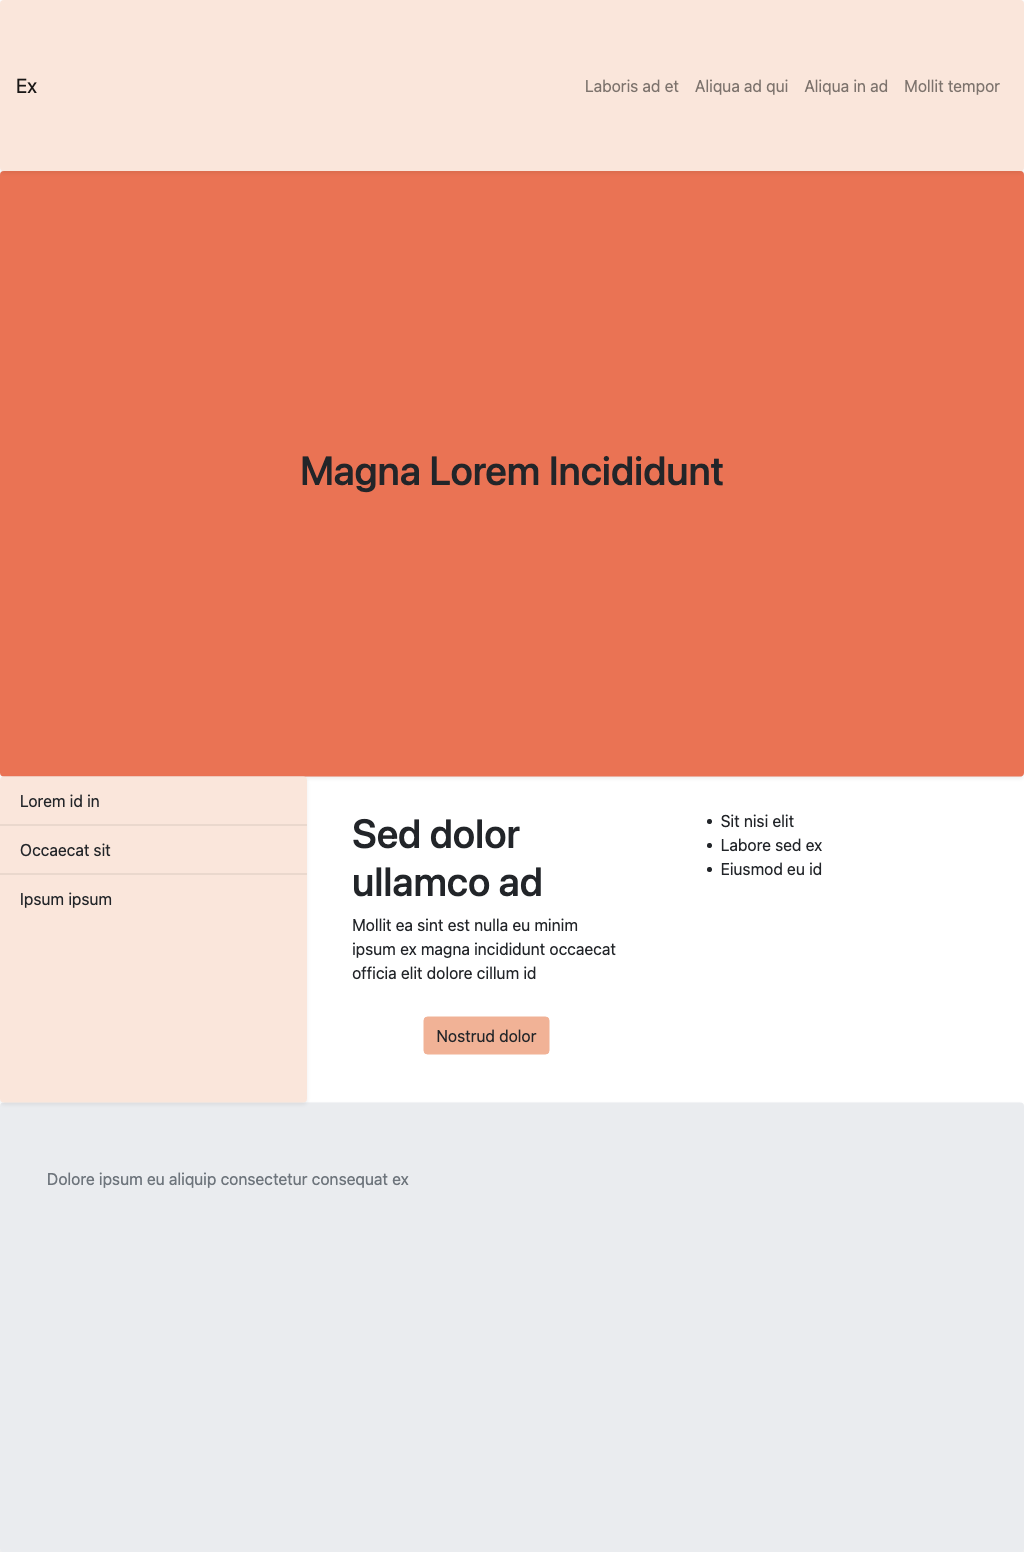 Ex
Laboris ad et
Aliqua ad qui
Aliqua in ad
Mollit tempor
Magna Lorem Incididunt
Lorem id in
Occaecat sit
Ipsum ipsum
Sed dolor
ullamco ad
Mollit ea sint est nulla eu minim
ipsum ex magna incididunt occaecat
officia elit dolore cillum id
Nostrud dolor
Sit nisi elit
Labore sed ex
Eiusmod eu id
Dolore ipsum eu aliquip consectetur consequat ex